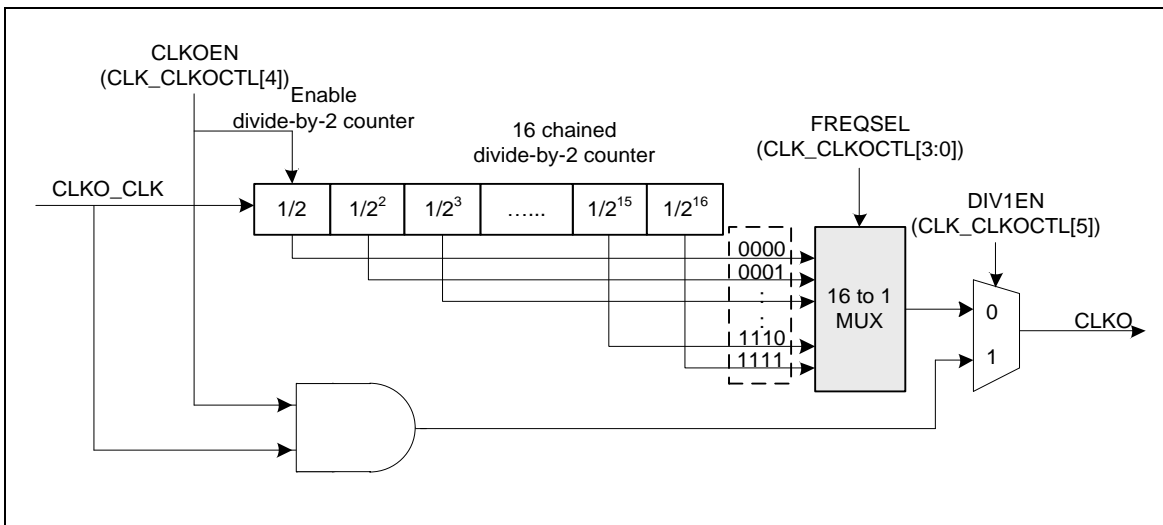 CLKOEN
(CLK_CLKOCTL[4])
Enable
divide-by-2 counter
16 chained
divide-by-2 counter
FREQSEL
(CLK_CLKOCTL[3:0])
DIV1EN
(CLK_CLKOCTL[5])
CLKO_CLK
1/2 1/2² 1/2³ …... 1/2¹⁵ 1/2¹⁶
0000
0001
:
:
1110
1111
16 to 1
MUX
0
1
CLKO